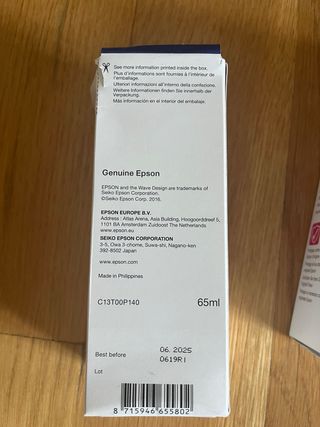 See more information printed inside the box.
Plus d'informations sont fournies à l'intérieur de
l'emballage.
Ulteriori informazioni all'interno della confezione.
Weitere Informationen finden Sie innerhalb der
Verpackung.
Más información en el interior del embalaje.
Genuine Epson
EPSON and the Wave Design are trademarks of
Seiko Epson Corporation.
©Seiko Epson Corp. 2016.
EPSON EUROPE B.V.
Address : Atlas Arena, Asia Building, Hoogoorddreef 5,
1101 BA Amsterdam Zuidoost The Netherlands
www.epson.eu
SEIKO EPSON CORPORATION
3-5, Owa 3-chome, Suwa-shi, Nagano-ken
392-8502 Japan
www.epson.com
Made in Philippines
C13T00P140 65ml
Best before 06. 2025
0619R1
Lot
8 715946 655802